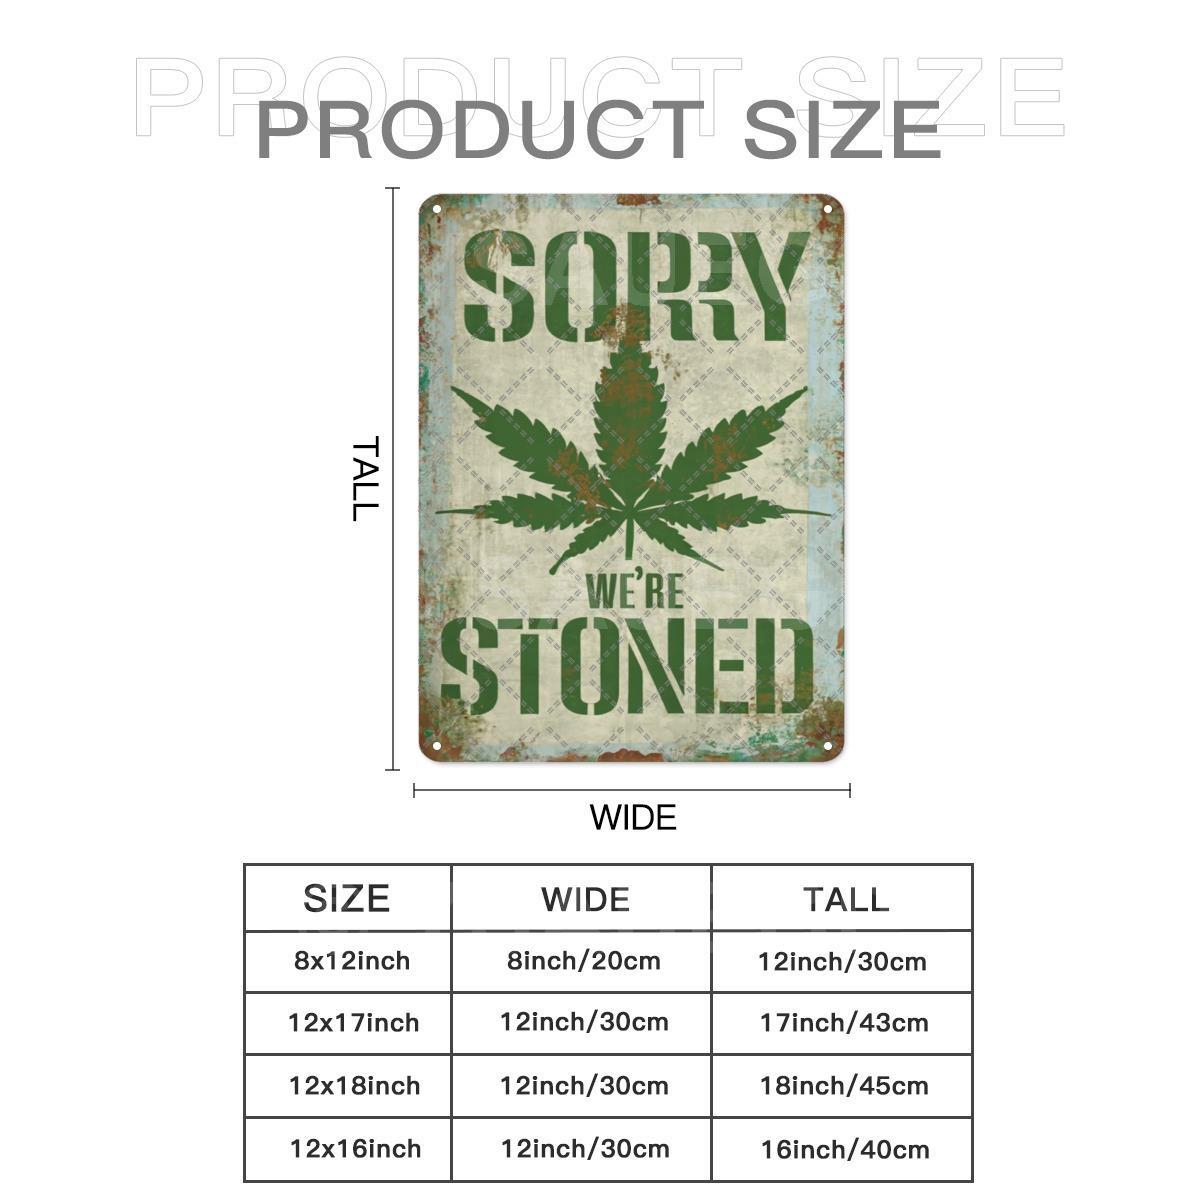 PRODUCT SIZE
PRODUCT SIZE
SORRY
WE'RE
STONED
TALL
WIDE
SIZE WIDE TALL
8x12inch 8inch/20cm 12inch/30cm
12x17inch 12inch/30cm 17inch/43cm
12x18inch 12inch/30cm 18inch/45cm
12x16inch 12inch/30cm 16inch/40cm